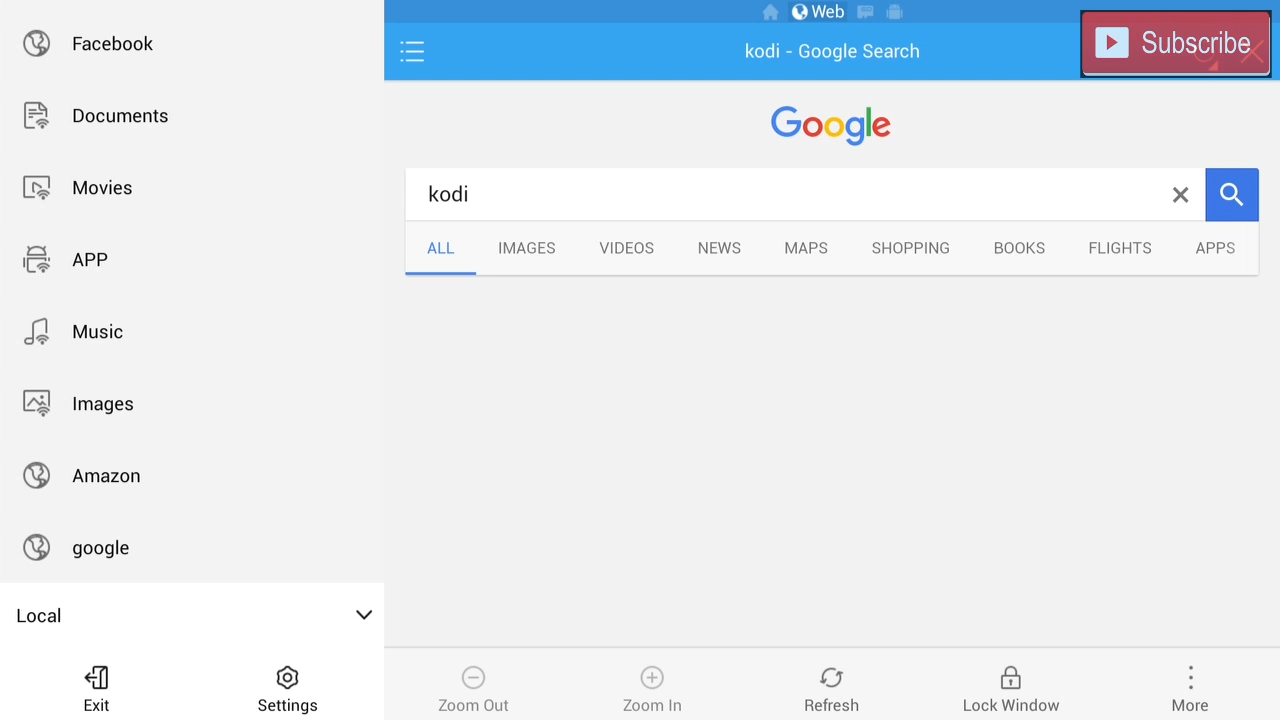 Facebook
Documents
Movies
APP
Music
Images
Amazon
google
Local
Exit
Settings
Web
kodi - Google Search
Subscribe
Google
kodi
ALL IMAGES VIDEOS NEWS MAPS SHOPPING BOOKS FLIGHTS APPS
Zoom Out
Zoom In
Refresh
Lock Window
More